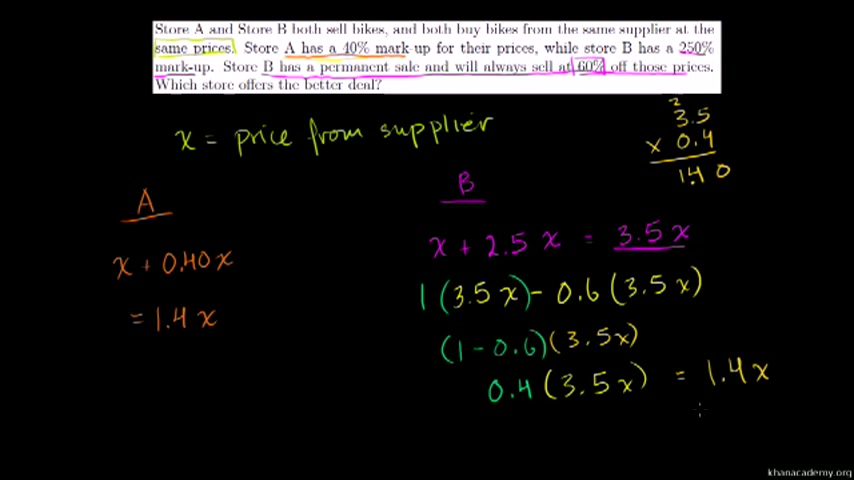 Store A and Store B both sell bikes, and both buy bikes from the same supplier at the
same prices. Store A has a 40% mark-up for their prices, while store B has a 250%
mark-up. Store B has a permanent sale and will always sell at 60% off those prices.
Which store offers the better deal?
x = price from supplier
2
3.5
x 0.4
1.40
A
x + 0.40x
= 1.4x
B
x + 2.5x = 3.5x
1(3.5x) - 0.6(3.5x)
(1 - 0.6)(3.5x)
0.4(3.5x) = 1.4x
khanacademy.org